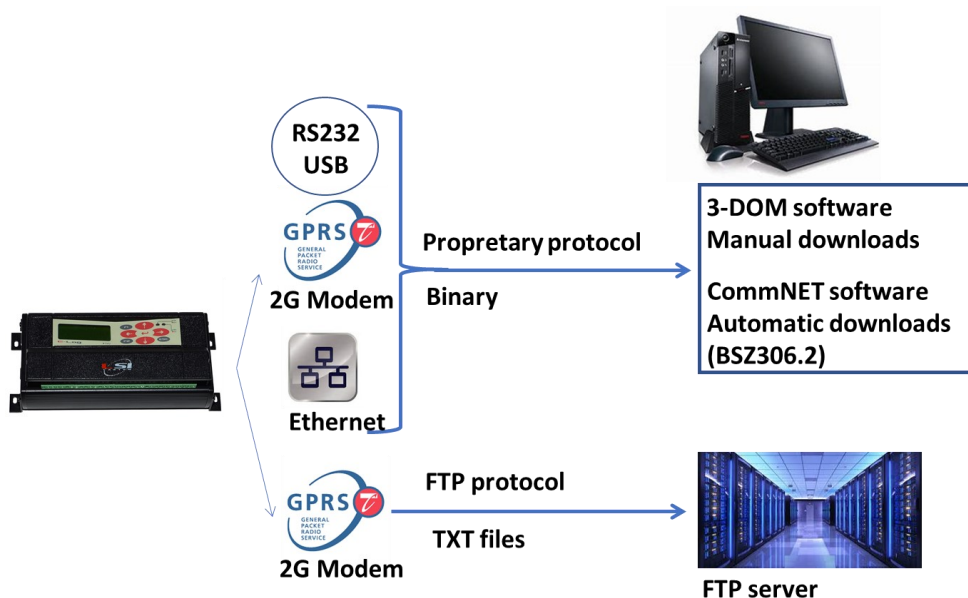 RS232
USB
GPRS
GENERAL
PACKET
RADIO
SERVICE
2G Modem
Ethernet
Propretary protocol
Binary
3-DOM software
Manual downloads
CommNET software
Automatic downloads
(BSZ306.2)
GPRS
GENERAL
PACKET
RADIO
SERVICE
2G Modem
FTP protocol
TXT files
FTP server